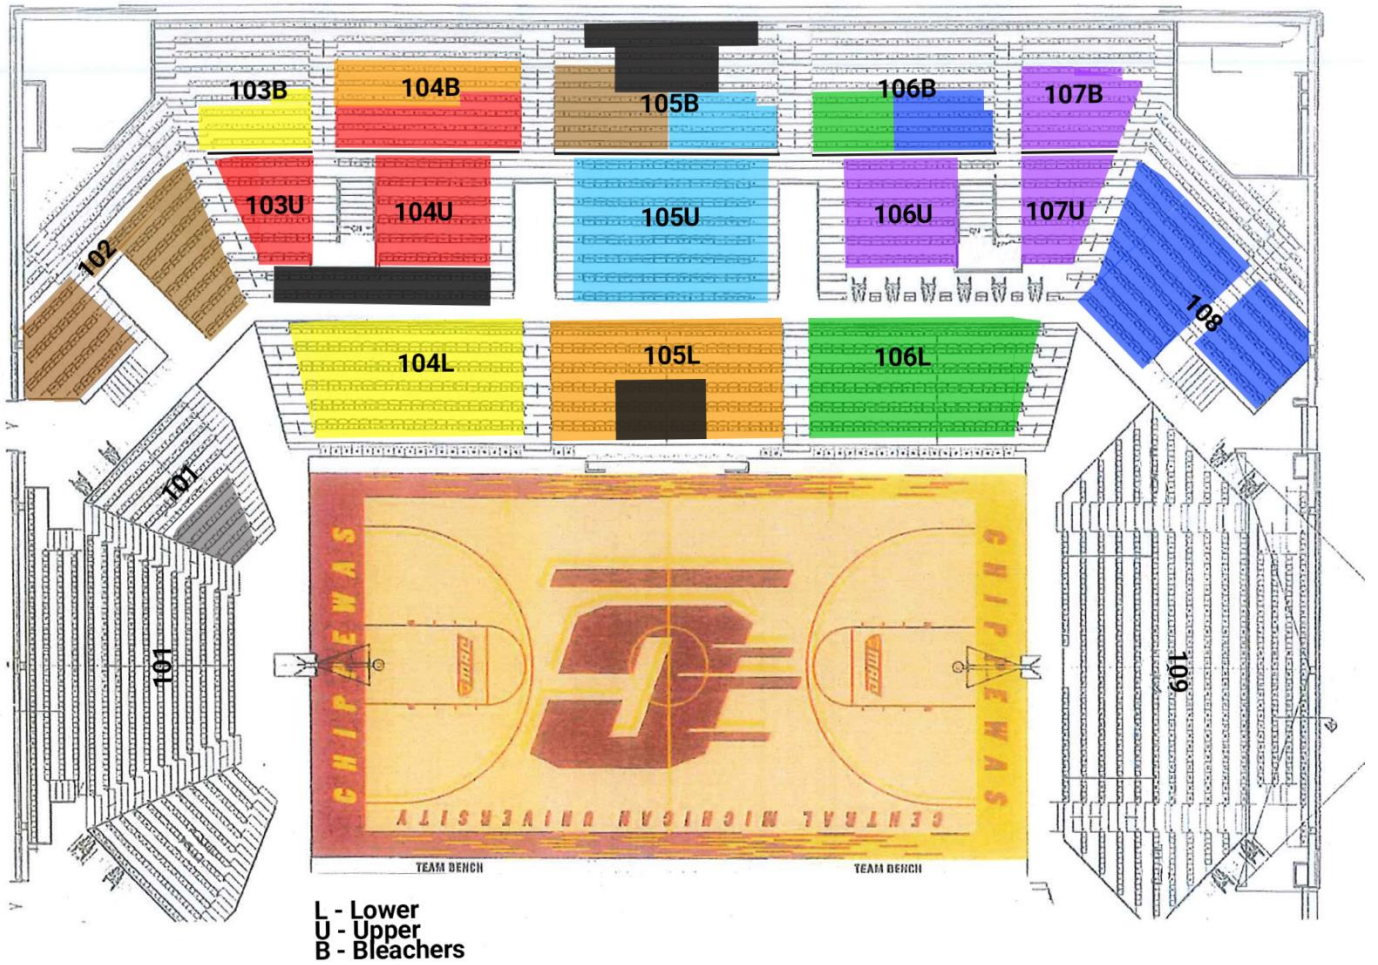 103B
104B
105B
106B
107B
103U
104U
105U
106U
107U
102
108
104L
105L
106L
101
101
109
CHIPPEWAS
CHIPPEWAS
CENTRAL MICHIGAN UNIVERSITY
TEAM BENCH
TEAM BENCH
L - Lower
U - Upper
B - Bleachers